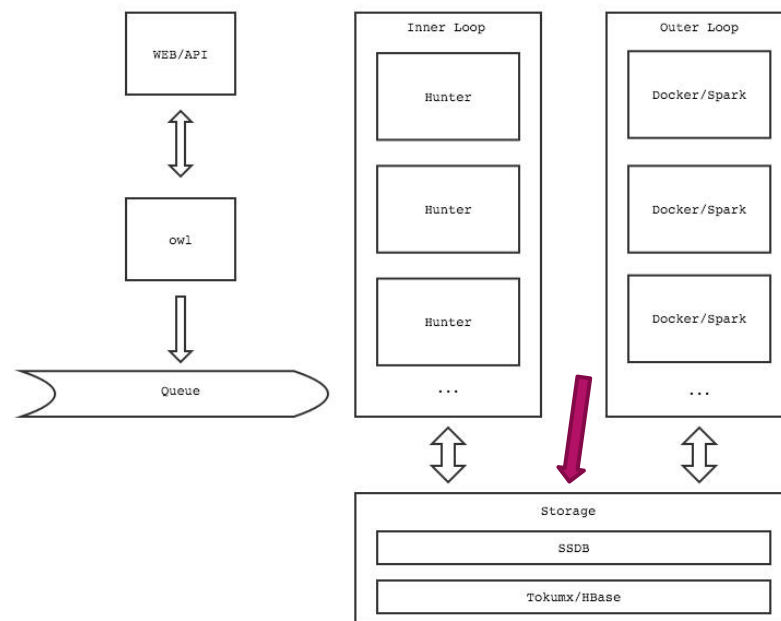 WEB/API
owl
Queue
Inner Loop
Hunter
Hunter
Hunter
...
Outer Loop
Docker/Spark
Docker/Spark
Docker/Spark
...
Storage
SSDB
Tokumx/HBase